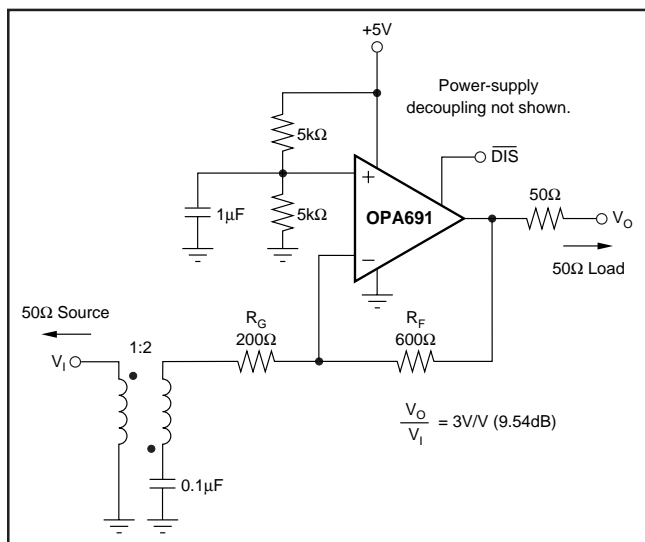 +5V
Power-supply
decoupling not shown.
5kΩ
DIS
+
50Ω
1µF
5kΩ
OPA691
V_O
50Ω Load
−
50Ω Source
R_G
R_F
1:2
200Ω
600Ω
V_I
V_O
V_I
= 3V/V (9.54dB)
0.1µF